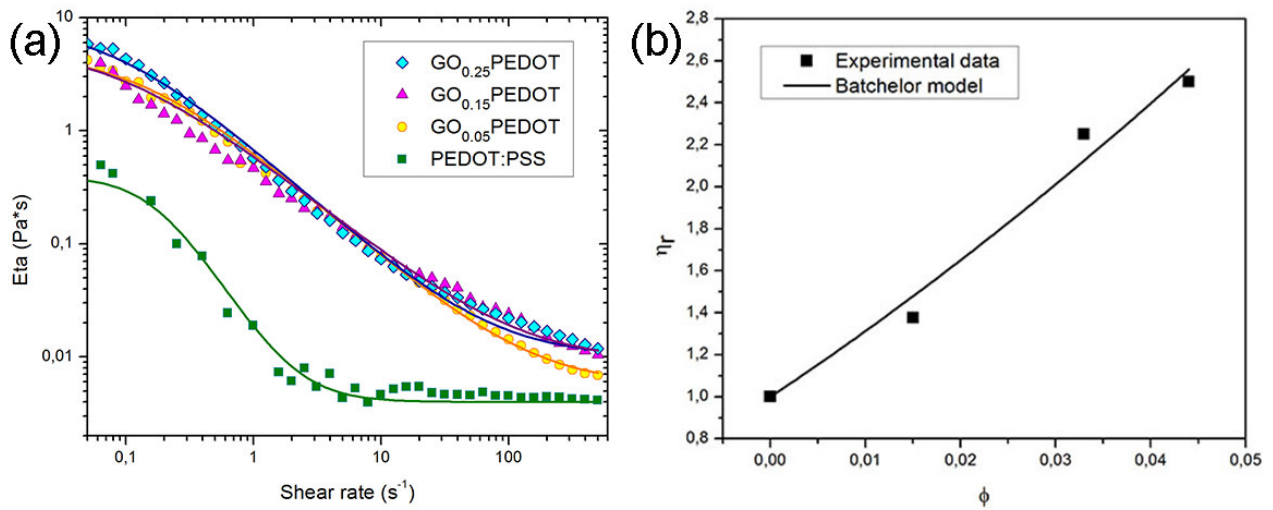 (a)
10
1
0,1
0,01
Eta (Pa*s)
GO0.25PEDOT
GO0.15PEDOT
GO0.05PEDOT
PEDOT:PSS
0,1
1
10
100
Shear rate (s-1)
(b)
2,8
2,6
2,4
2,2
2,0
1,8
1,6
1,4
1,2
1,0
0,8
ηr
Experimental data
Batchelor model
0,00
0,01
0,02
0,03
0,04
0,05
ϕ